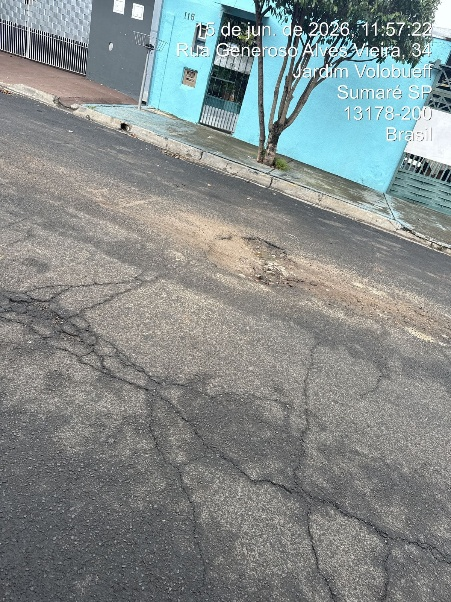 116
15 de jun. de 2026, 11:57:22
Rua Generoso Alves Vieira, 34
Jardim Volobueff
Sumaré SP
13178-200
Brasil